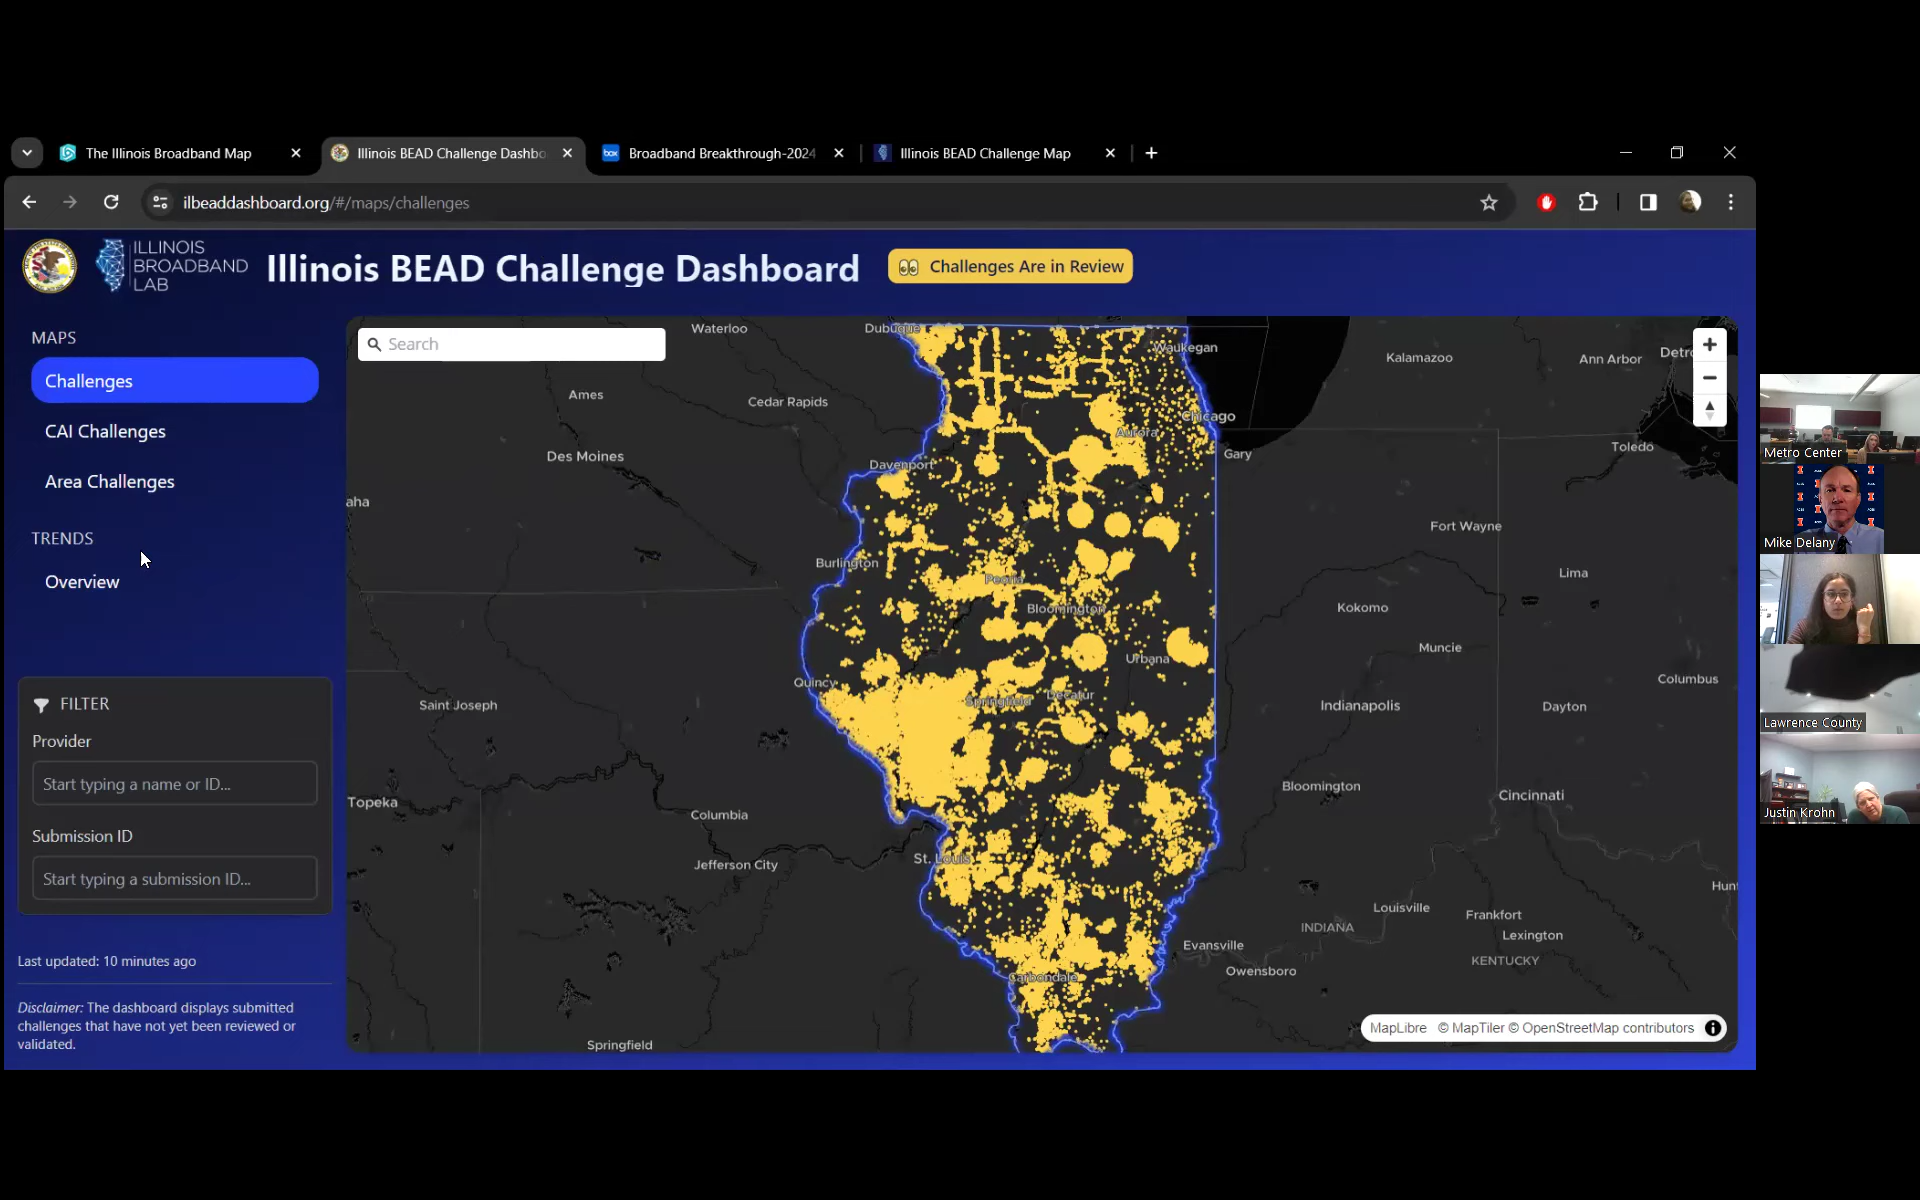 The Illinois Broadband Map
Illinois BEAD Challenge Dashbo
Broadband Breakthrough-2024
Illinois BEAD Challenge Map
box
ilbeaddashboard.org/#/maps/challenges
ILLINOIS
BROADBAND
LAB
Illinois BEAD Challenge Dashboard
Challenges Are in Review
MAPS
Challenges
CAI Challenges
Area Challenges
TRENDS
Overview
FILTER
Provider
Start typing a name or ID...
Submission ID
Start typing a submission ID...
Last updated: 10 minutes ago
Disclaimer: The dashboard displays submitted
challenges that have not yet been reviewed or
validated.
Search
Waterloo
Dubuque
Waukegan
Kalamazoo
Ann Arbor
Detro
Ames
Cedar Rapids
Chicago
Aurora
Toledo
Des Moines
Davenport
Gary
aha
Fort Wayne
Burlington
Peoria
Lima
Bloomington
Kokomo
Urbana
Muncie
Quincy
Columbus
Saint Joseph
Springfield
Decatur
Indianapolis
Dayton
Topeka
Bloomington
Cincinnati
Columbia
Jefferson City
St. Louis
Louisville
Frankfort
Hunt
INDIANA
Lexington
Evansville
KENTUCKY
Owensboro
Carbondale
Springfield
MapLibre © MapTiler © OpenStreetMap contributors
Metro Center
Mike Delany
Lawrence County
Justin Krohn